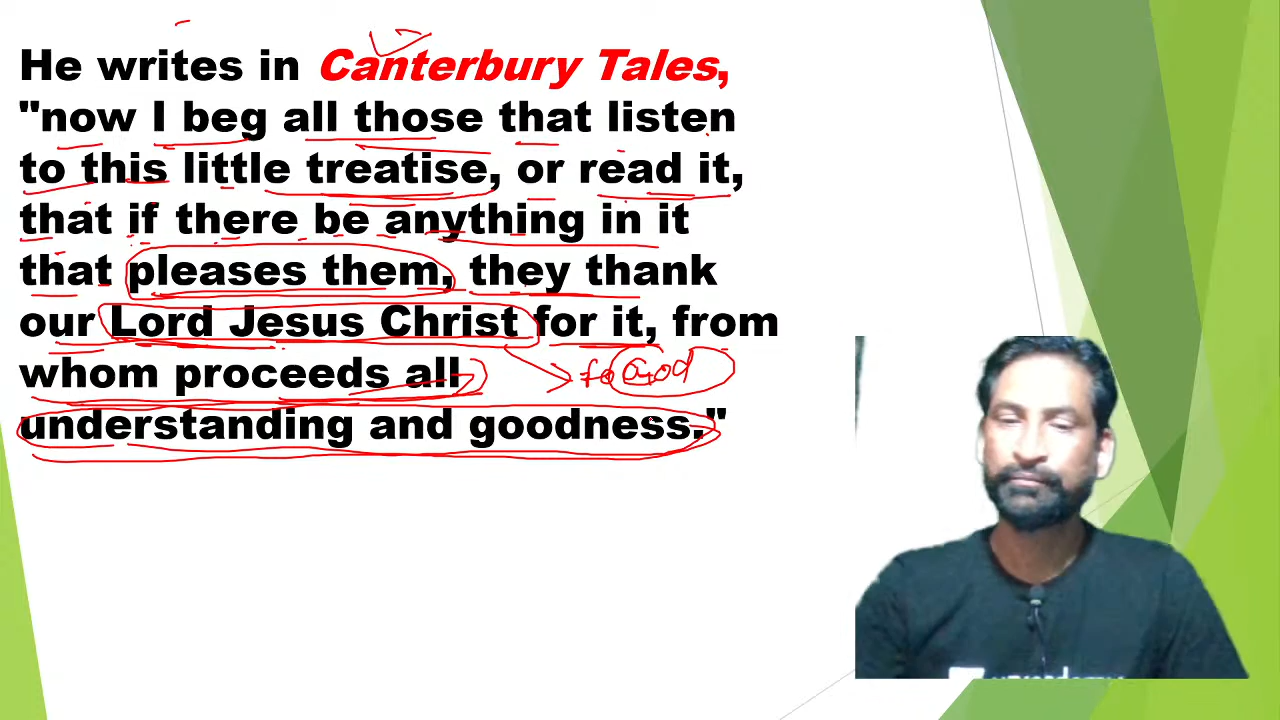 He writes in Canterbury Tales,
"now I beg all those that listen
to this little treatise, or read it,
that if there be anything in it
that pleases them, they thank
our Lord Jesus Christ for it, from
whom proceeds all
to God
understanding and goodness."